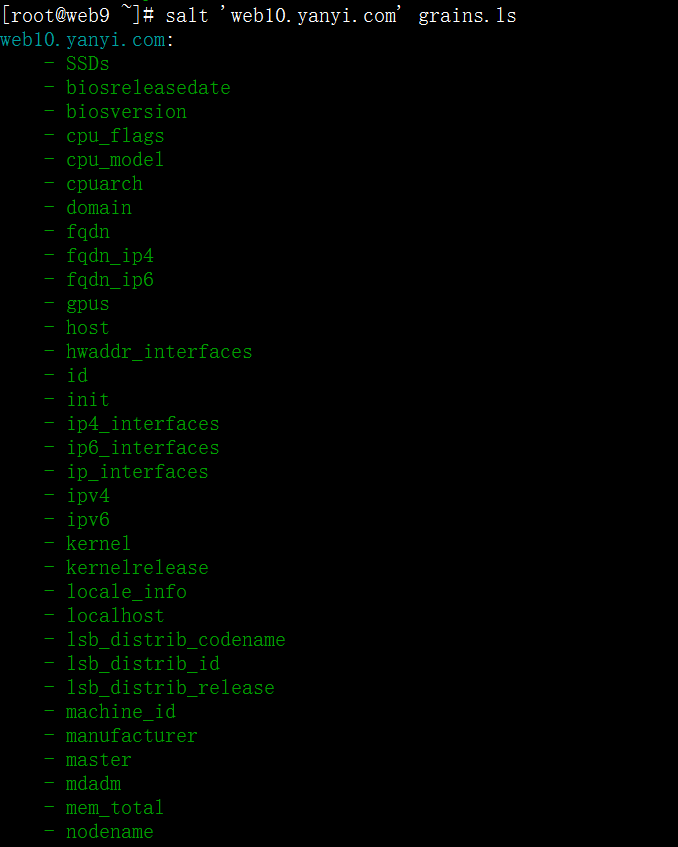 [root@web9 ~]# salt 'web10.yanyi.com' grains.ls
web10.yanyi.com:
- SSDs
- biosreleasedate
- biosversion
- cpu_flags
- cpu_model
- cpuarch
- domain
- fqdn
- fqdn_ip4
- fqdn_ip6
- gpus
- host
- hwaddr_interfaces
- id
- init
- ip4_interfaces
- ip6_interfaces
- ip_interfaces
- ipv4
- ipv6
- kernel
- kernelrelease
- locale_info
- localhost
- lsb_distrib_codename
- lsb_distrib_id
- lsb_distrib_release
- machine_id
- manufacturer
- master
- mdadm
- mem_total
- nodename